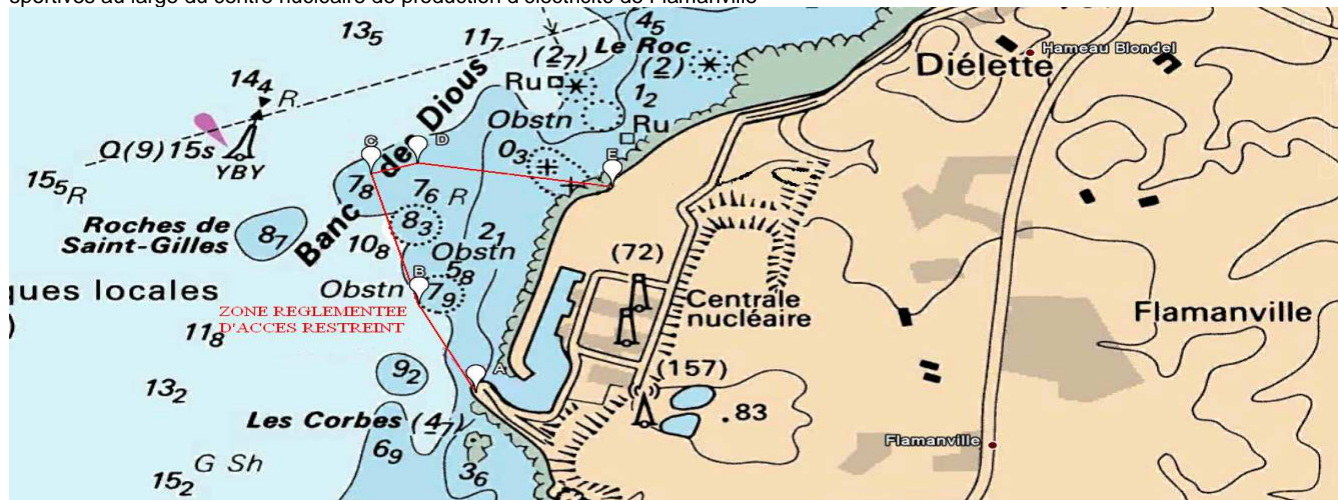 sportives au large du centre nucléaire de production d'électricité de Flamanville
13₅
11₇
4₅
(2₇)
Le Roc
(2)
Hameau Blondel
Diélette
14₄
R
Ru
1₂
Obstn
Ru
Q(9)15s
YBY
C
D
0₃
E
15₅R
7₈
7₆ R
Banc de Dious
8₃
Roches de
Saint-Gilles
8₇
10₈
2₁
Obstn
(72)
ques locales
Obstn
B
5₈
7₉
Centrale
nucléaire
Flamanville
)
ZONE REGLEMENTEE
D'ACCES RESTREINT
11₈
9₂
A
(157)
13₂
Les Corbes (4₇)
.83
Flamanville
6₉
G Sh
3₆
15₂